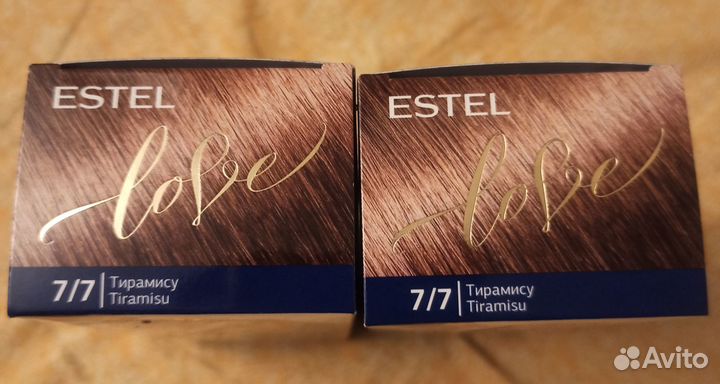 ESTEL
love
7/7
Тирамису
Tiramisu
ESTEL
love
7/7
Тирамису
Tiramisu
Avito